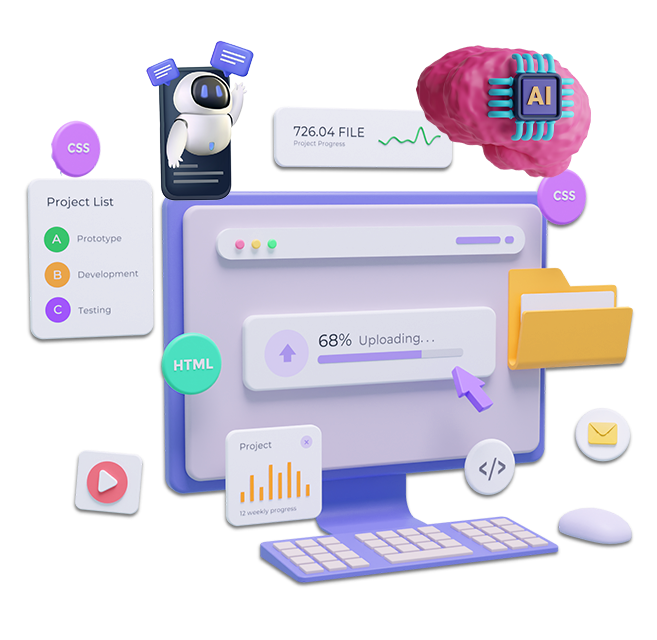 AI
726.04 FILE
Project Progress
CSS
CSS
Project List
A Prototype
B Development
C Testing
68% Uploading...
HTML
Project
12 weekly progress
</>